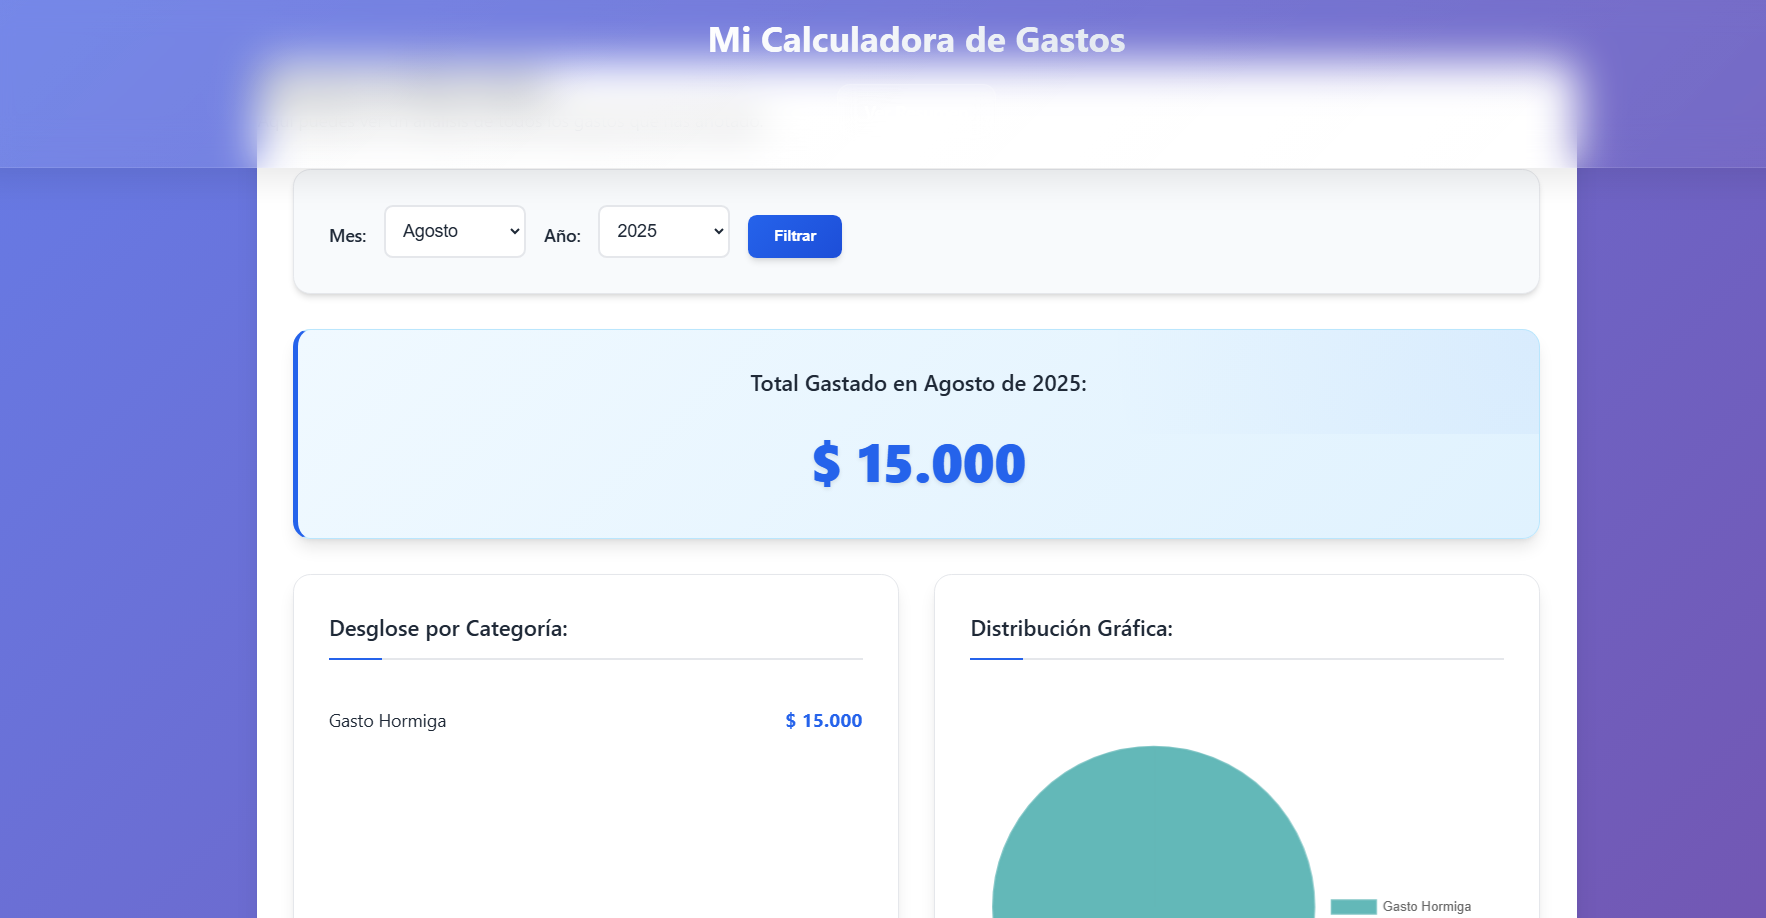 Mi Calculadora de Gastos
Mes: Agosto Año: 2025 Filtrar
Total Gastado en Agosto de 2025:
$ 15.000
Desglose por Categoría:
Gasto Hormiga $ 15.000
Distribución Gráfica:
Gasto Hormiga